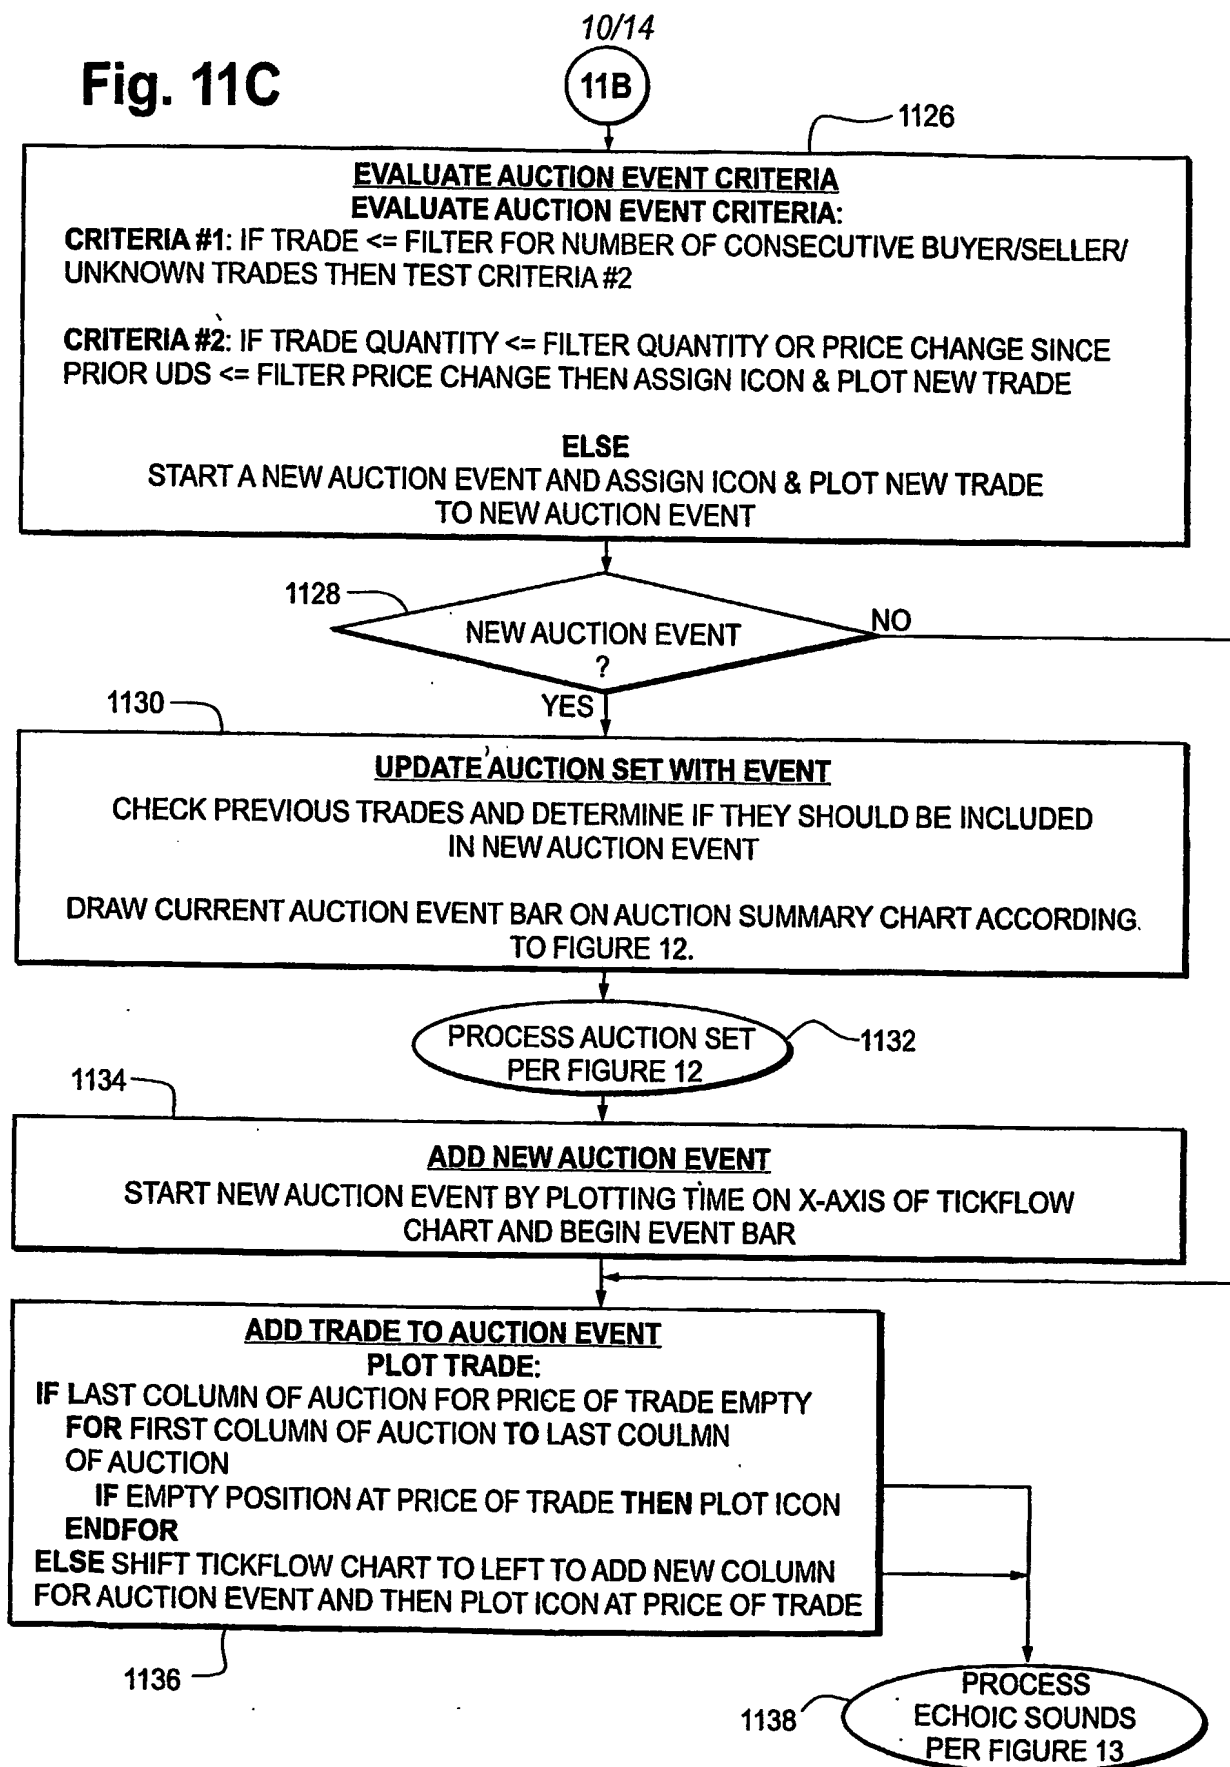 10/14
Fig. 11C
11B
1126
EVALUATE AUCTION EVENT CRITERIA
EVALUATE AUCTION EVENT CRITERIA:
CRITERIA #1: IF TRADE <= FILTER FOR NUMBER OF CONSECUTIVE BUYER/SELLER/
UNKNOWN TRADES THEN TEST CRITERIA #2
CRITERIA #2: IF TRADE QUANTITY <= FILTER QUANTITY OR PRICE CHANGE SINCE
PRIOR UDS <= FILTER PRICE CHANGE THEN ASSIGN ICON & PLOT NEW TRADE
ELSE
START A NEW AUCTION EVENT AND ASSIGN ICON & PLOT NEW TRADE
TO NEW AUCTION EVENT
1128
NEW AUCTION EVENT
?
NO
YES
1130
UPDATE AUCTION SET WITH EVENT
CHECK PREVIOUS TRADES AND DETERMINE IF THEY SHOULD BE INCLUDED
IN NEW AUCTION EVENT
DRAW CURRENT AUCTION EVENT BAR ON AUCTION SUMMARY CHART ACCORDING
TO FIGURE 12.
PROCESS AUCTION SET
PER FIGURE 12
1132
1134
ADD NEW AUCTION EVENT
START NEW AUCTION EVENT BY PLOTTING TIME ON X-AXIS OF TICKFLOW
CHART AND BEGIN EVENT BAR
ADD TRADE TO AUCTION EVENT
PLOT TRADE:
IF LAST COLUMN OF AUCTION FOR PRICE OF TRADE EMPTY
FOR FIRST COLUMN OF AUCTION TO LAST COULMN
OF AUCTION
IF EMPTY POSITION AT PRICE OF TRADE THEN PLOT ICON
ENDFOR
ELSE SHIFT TICKFLOW CHART TO LEFT TO ADD NEW COLUMN
FOR AUCTION EVENT AND THEN PLOT ICON AT PRICE OF TRADE
1136
1138
PROCESS
ECHOIC SOUNDS
PER FIGURE 13